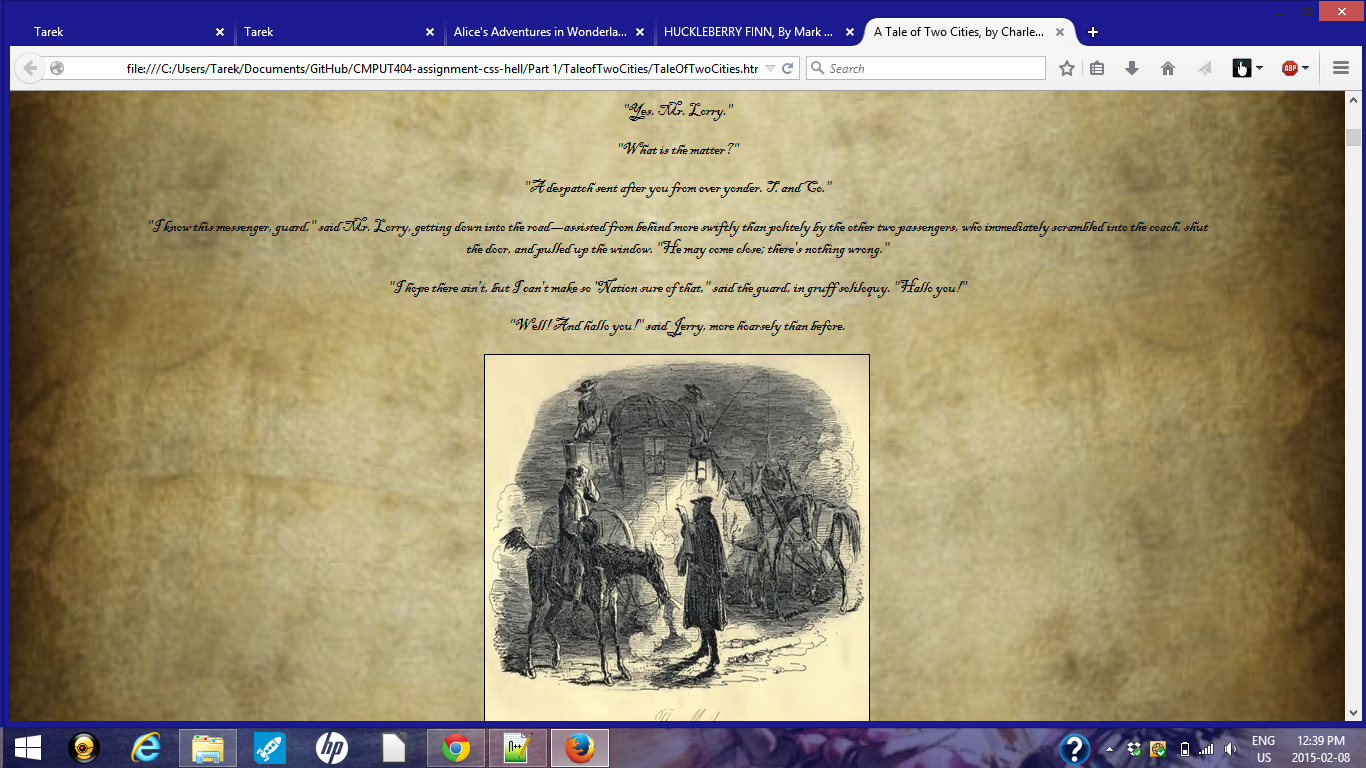 Tarek
Tarek
Alice's Adventures in Wonderla...
HUCKLEBERRY FINN, By Mark ...
A Tale of Two Cities, by Charle...
file:///C:/Users/Tarek/Documents/GitHub/CMPUT404-assignment-css-hell/Part 1/TaleofTwoCities/TaleOfTwoCities.htr
Search
ABP
"Yes, Mr. Lorry."
"What is the matter?"
"A despatch sent after you from over yonder. T. and Co."
"I know this messenger, guard," said Mr. Lorry, getting down into the road—assisted from behind more swiftly than politely by the other two passengers, who immediately scrambled into the coach, shut
the door, and pulled up the window. "He may come close; there's nothing wrong."
"I hope there ain't, but I can't make so 'Nation sure of that," said the guard, in gruff soliloquy. "Hallo you!"
"Well! And hallo you!" said Jerry, more hoarsely than before.
hp
ENG
US
12:39 PM
2015-02-08